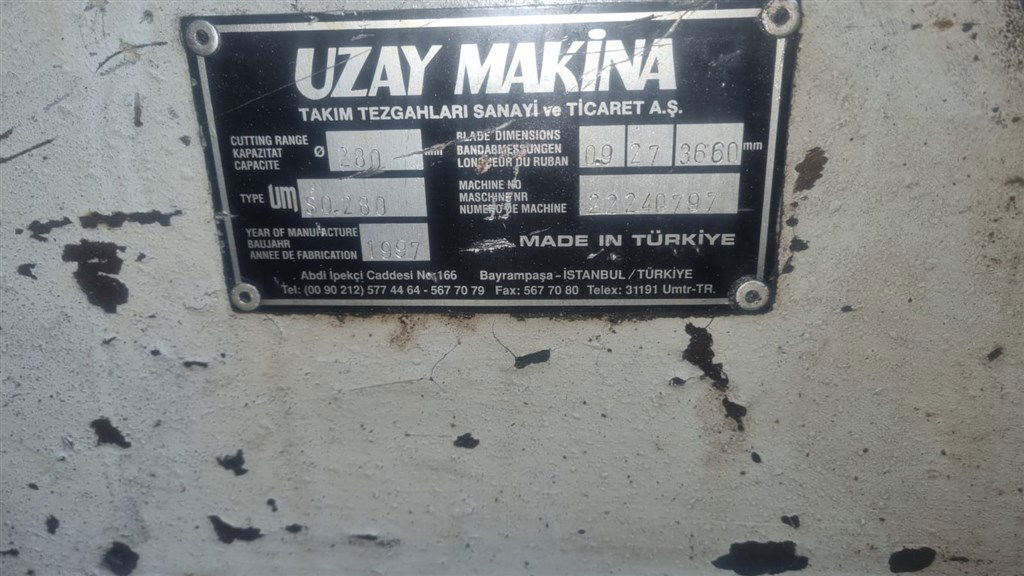 UZAY MAKİNA
TAKIM TEZGAHLARI SANAYİ ve TİCARET A.Ş.
CUTTING RANGE
KAPAZITAT
CAPACITE
Ø 280 mm
BLADE DIMENSIONS
BANDABMESSUNGEN
LONGUEUR DU RUBAN
09 27 3660 mm
TYPE um SQ.280
MACHINE NO
MASCHINE NR
NUMERO DE MACHINE
22240797
YEAR OF MANUFACTURE
BAUJAHR
ANNEE DE FABRICATION
1997
MADE IN TÜRKİYE
Abdi İpekçi Caddesi No:166 Bayrampaşa - İSTANBUL / TÜRKİYE
Tel: (00 90 212) 577 44 64 - 567 70 79 Fax: 567 70 80 Telex: 31191 Umtr-TR.